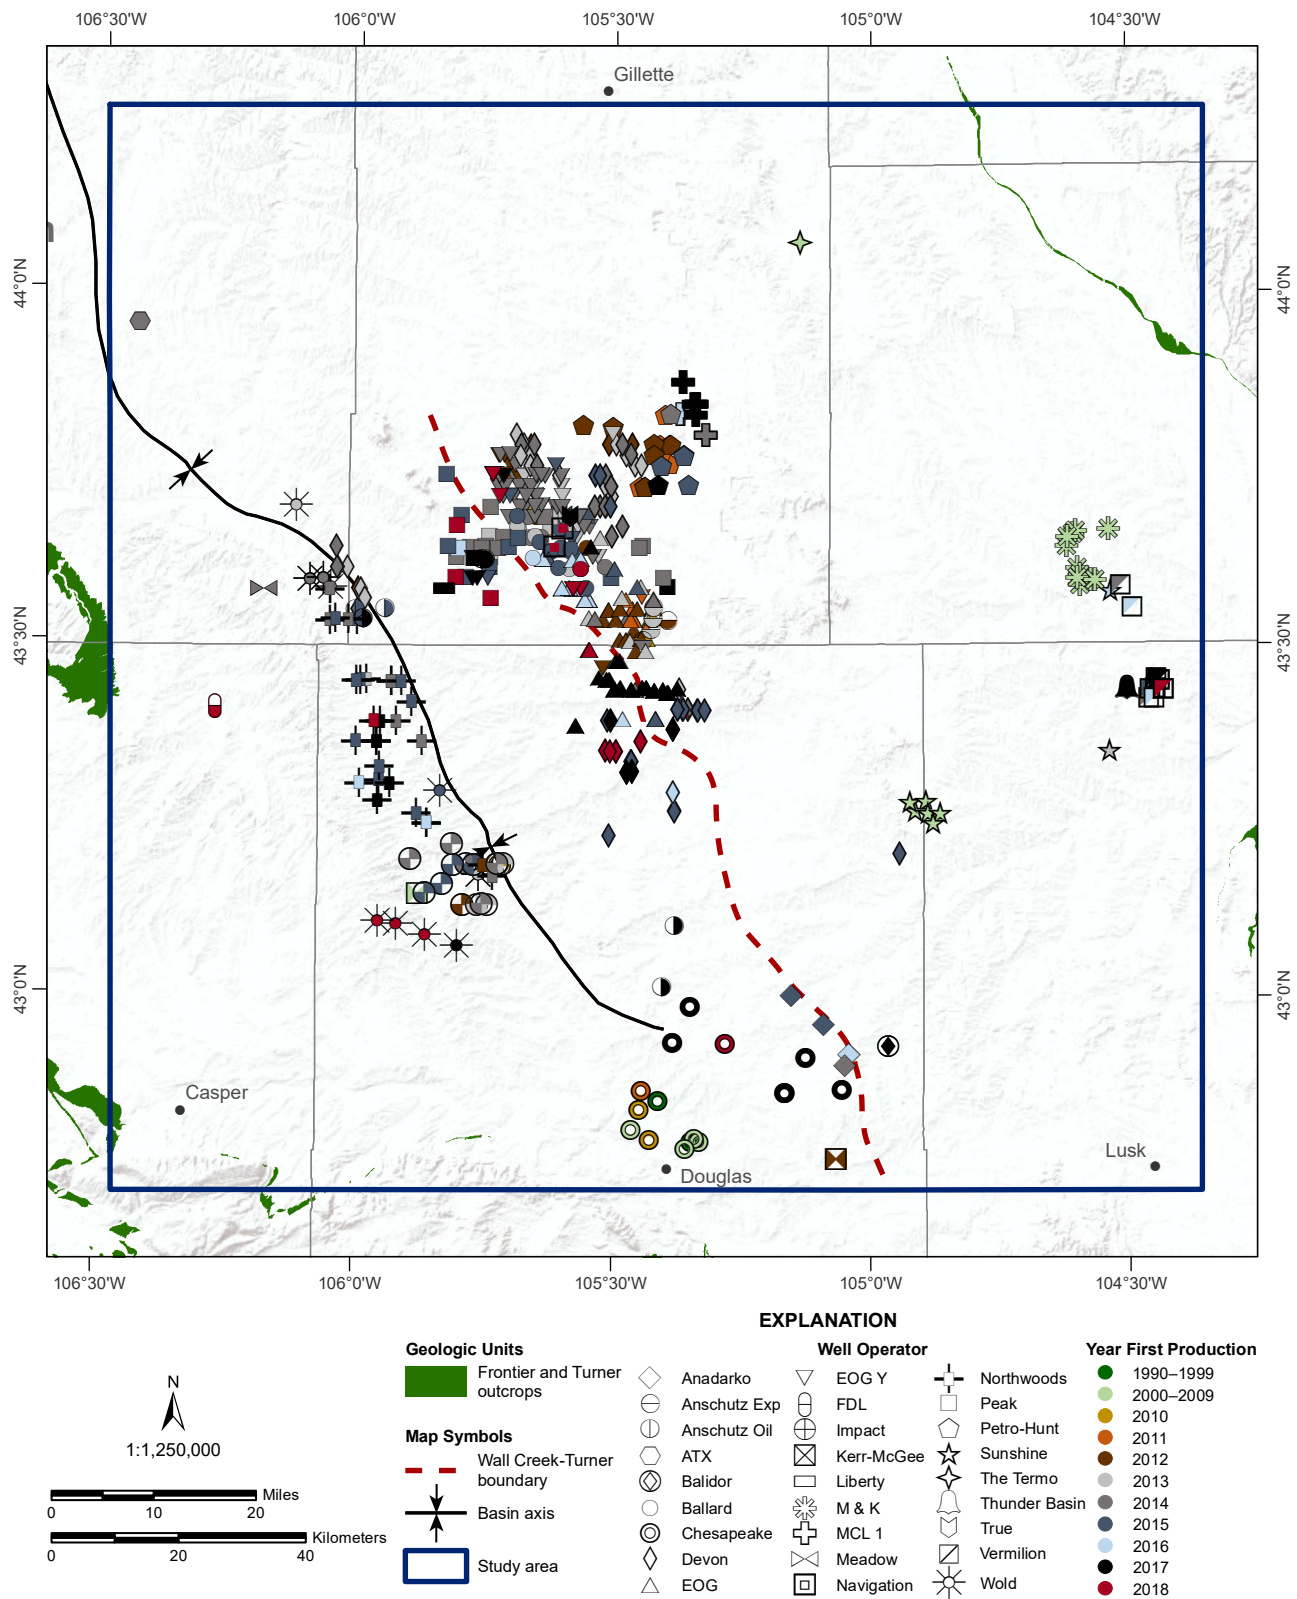 106°30'W 106°0'W 105°30'W 105°0'W 104°30'W
Gillette
44°0'N 44°0'N
43°30'N 43°30'N
43°0'N 43°0'N
Casper
Lusk
Douglas
106°30'W 106°0'W 105°30'W 105°0'W 104°30'W
EXPLANATION
N
1:1,250,000
Miles
0 10 20
Kilometers
0 20 40
Geologic Units
Frontier and Turner
outcrops
Map Symbols
Wall Creek-Turner
boundary
Basin axis
Study area
Well Operator
Anadarko
Anschutz Exp
Anschutz Oil
ATX
Balidor
Ballard
Chesapeake
Devon
EOG
EOG Y
FDL
Impact
Kerr-McGee
Liberty
M & K
MCL 1
Meadow
Navigation
Northwoods
Peak
Petro-Hunt
Sunshine
The Termo
Thunder Basin
True
Vermilion
Wold
Year First Production
1990–1999
2000–2009
2010
2011
2012
2013
2014
2015
2016
2017
2018